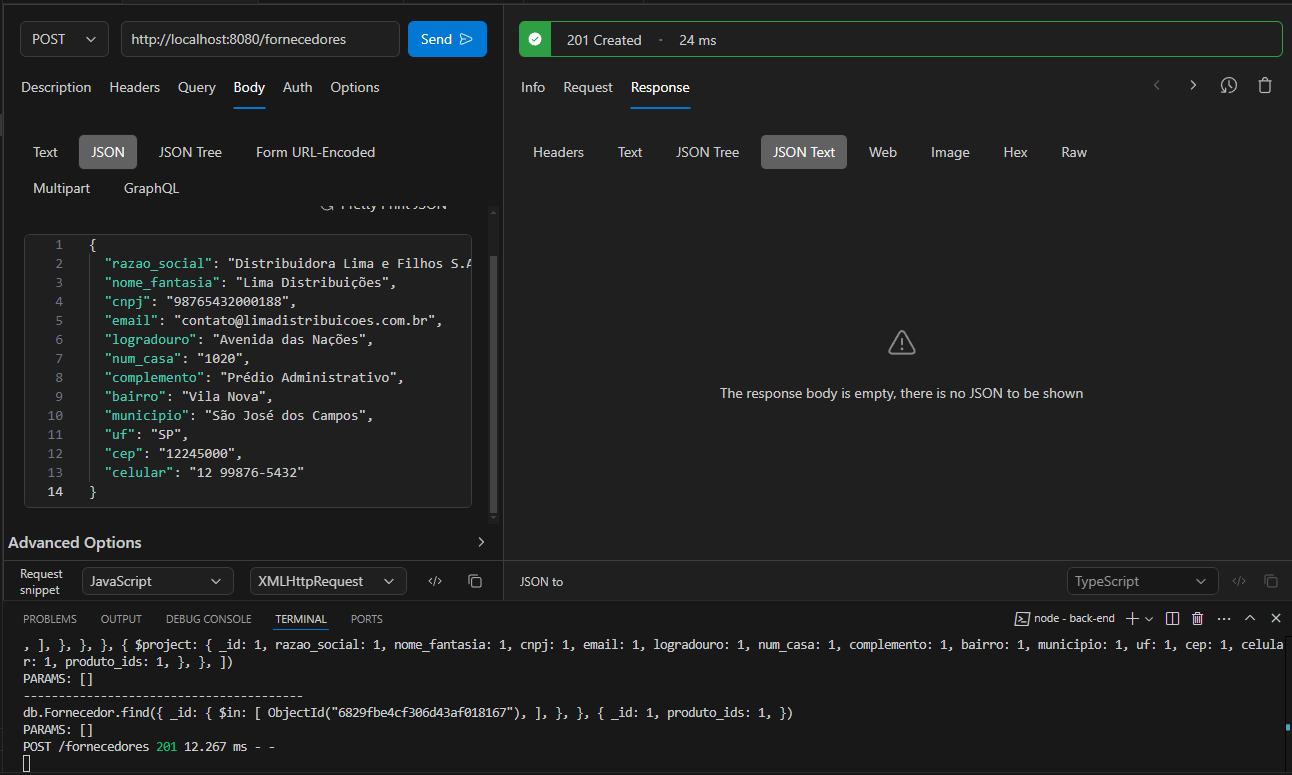 POST
http://localhost:8080/fornecedores
Send
Description Headers Query Body Auth Options
Text JSON JSON Tree Form URL-Encoded
Multipart GraphQL
Pretty Print JSON
1 {
2 "razao_social": "Distribuidora Lima e Filhos S.A
3 "nome_fantasia": "Lima Distribuições",
4 "cnpj": "98765432000188",
5 "email": "contato@limadistribuicoes.com.br",
6 "logradouro": "Avenida das Nações",
7 "num_casa": "1020",
8 "complemento": "Prédio Administrativo",
9 "bairro": "Vila Nova",
10 "municipio": "São José dos Campos",
11 "uf": "SP",
12 "cep": "12245000",
13 "celular": "12 99876-5432"
14 }
Advanced Options
Request snippet
JavaScript
XMLHttpRequest
201 Created - 24 ms
Info Request Response
Headers Text JSON Tree JSON Text Web Image Hex Raw
The response body is empty, there is no JSON to be shown
JSON to
TypeScript
PROBLEMS OUTPUT DEBUG CONSOLE TERMINAL PORTS
node - back-end
, ], }, }, }, { $project: { _id: 1, razao_social: 1, nome_fantasia: 1, cnpj: 1, email: 1, logradouro: 1, num_casa: 1, complemento: 1, bairro: 1, municipio: 1, uf: 1, cep: 1, celula
r: 1, produto_ids: 1, }, }, ])
PARAMS: []
---------------------------------------
db.Fornecedor.find({ _id: { $in: [ ObjectId("6829fbe4cf306d43af018167"), ], }, }, { _id: 1, produto_ids: 1, })
PARAMS: []
POST /fornecedores 201 12.267 ms - -